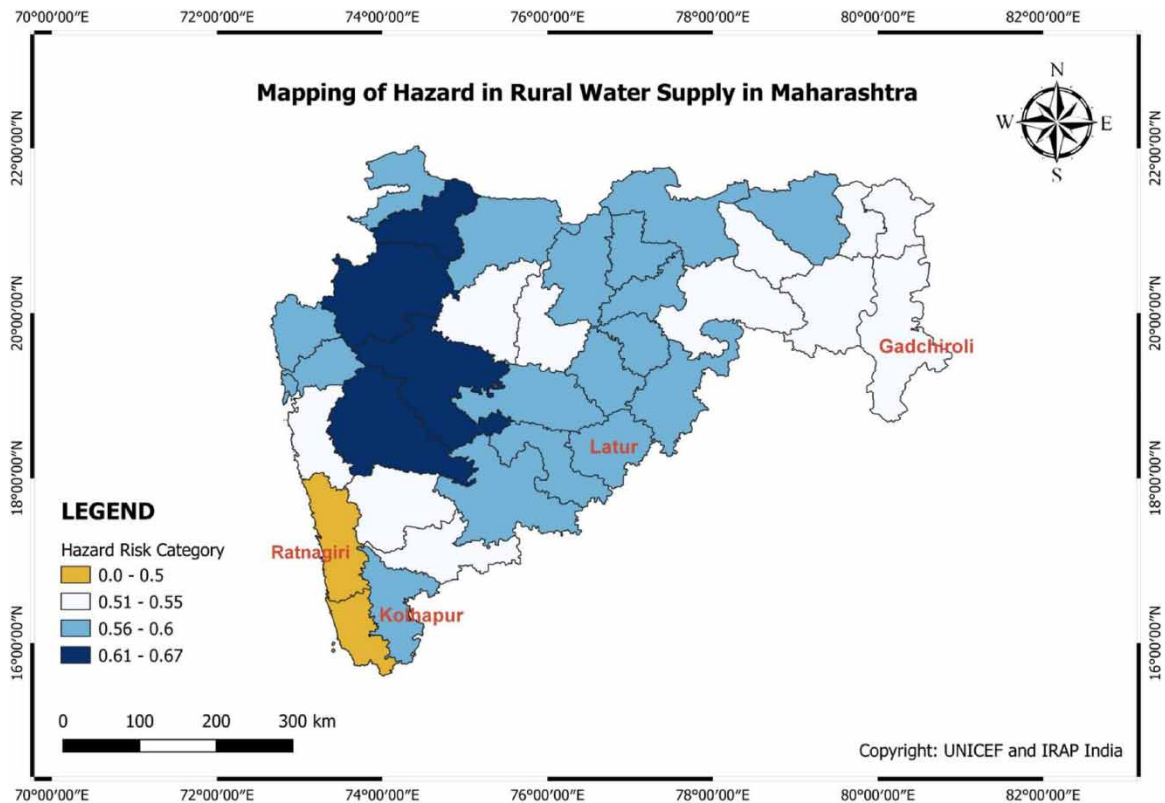 70°00′00″E 72°00′00″E 74°00′00″E 76°00′00″E 78°00′00″E 80°00′00″E 82°00′00″E
Mapping of Hazard in Rural Water Supply in Maharashtra
N
W E
S
22°00′00″N 22°00′00″N
20°00′00″N 20°00′00″N
Gadchiroli
Latur
18°00′00″N 18°00′00″N
LEGEND
Hazard Risk Category
Ratnagiri
0.0 - 0.5
0.51 - 0.55
0.56 - 0.6
0.61 - 0.67
Kolhapur
16°00′00″N 16°00′00″N
0 100 200 300 km
Copyright: UNICEF and IRAP India
70°00′00″E 72°00′00″E 74°00′00″E 76°00′00″E 78°00′00″E 80°00′00″E 82°00′00″E